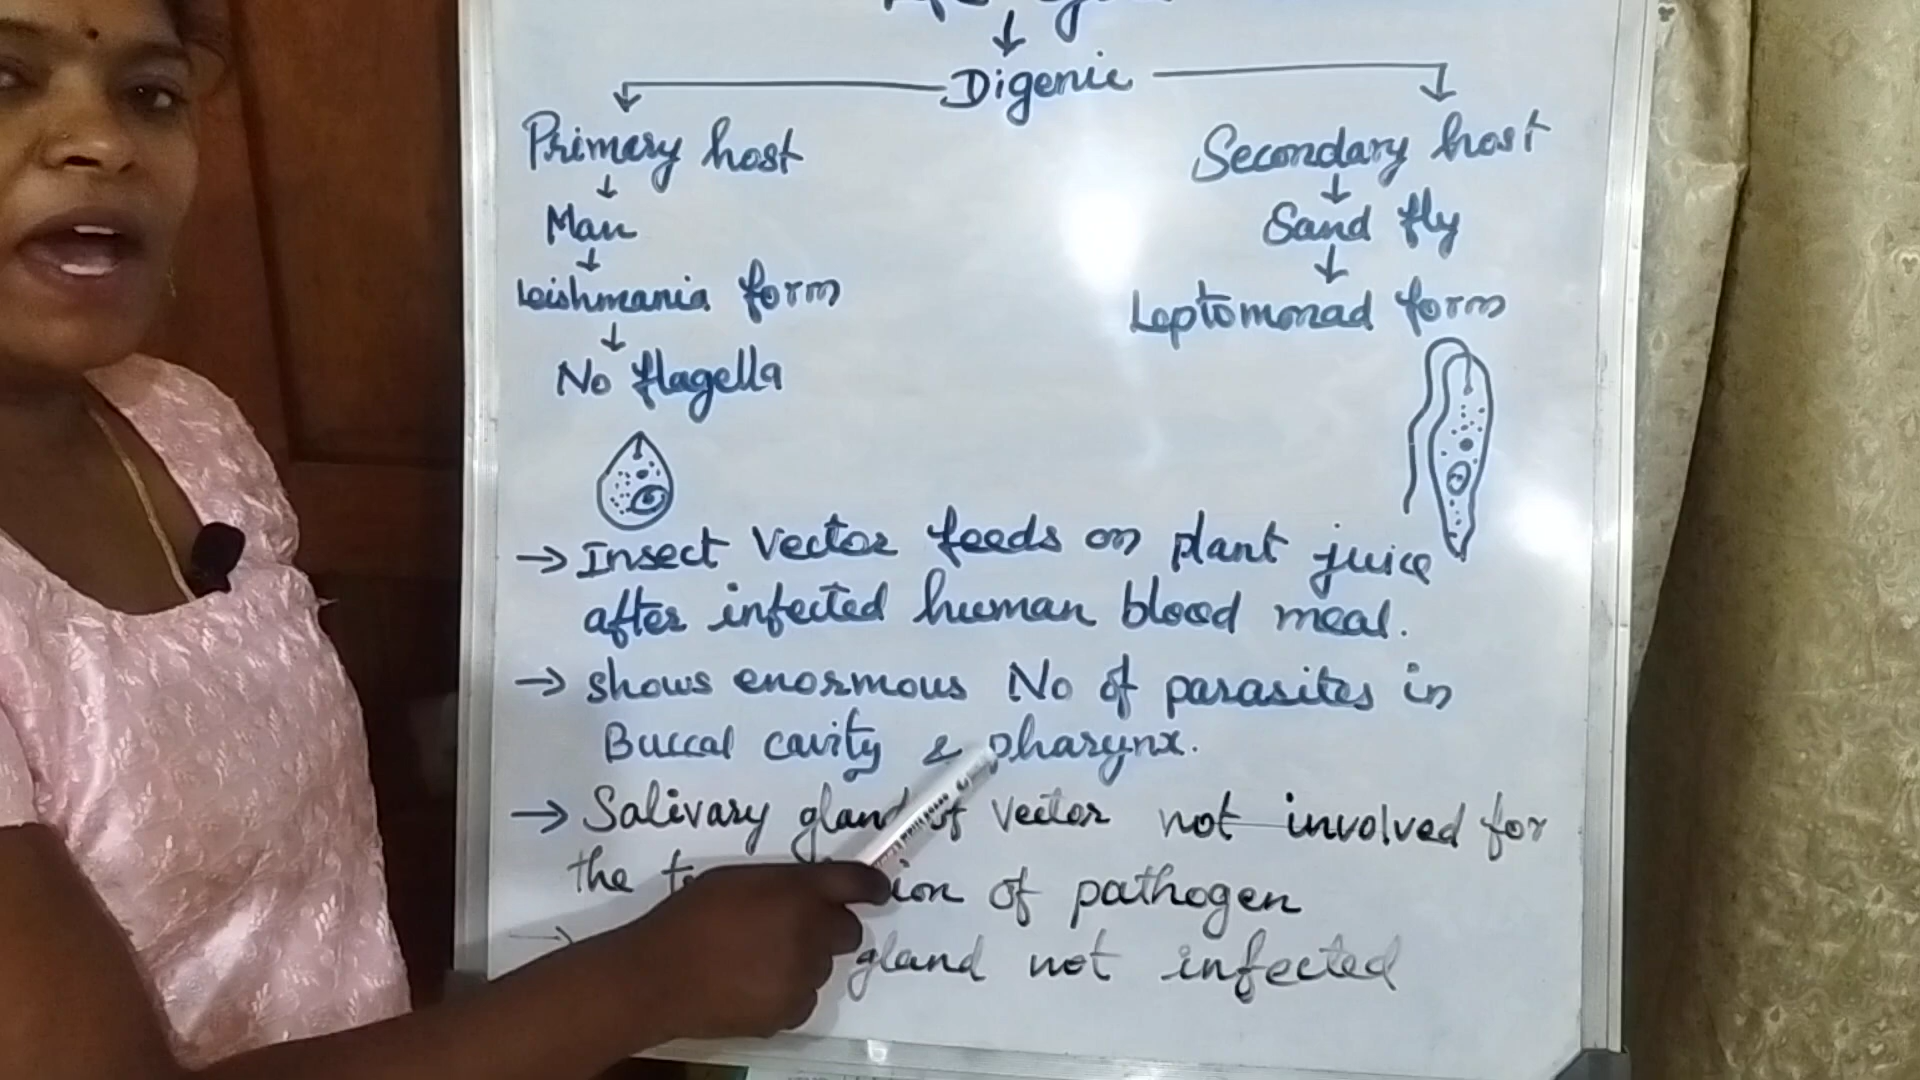 Digenic
Primary host
Secondary host
Man
Sand fly
Leishmania form
Leptomonad form
No flagella
→ Insect Vector feeds on plant juice
after infected human blood meal.
→ shows enormous No of parasites in
Buccal cavity & pharynx.
→ Salivary gland of Vector not involved for
the of pathogen
→ gland not infected